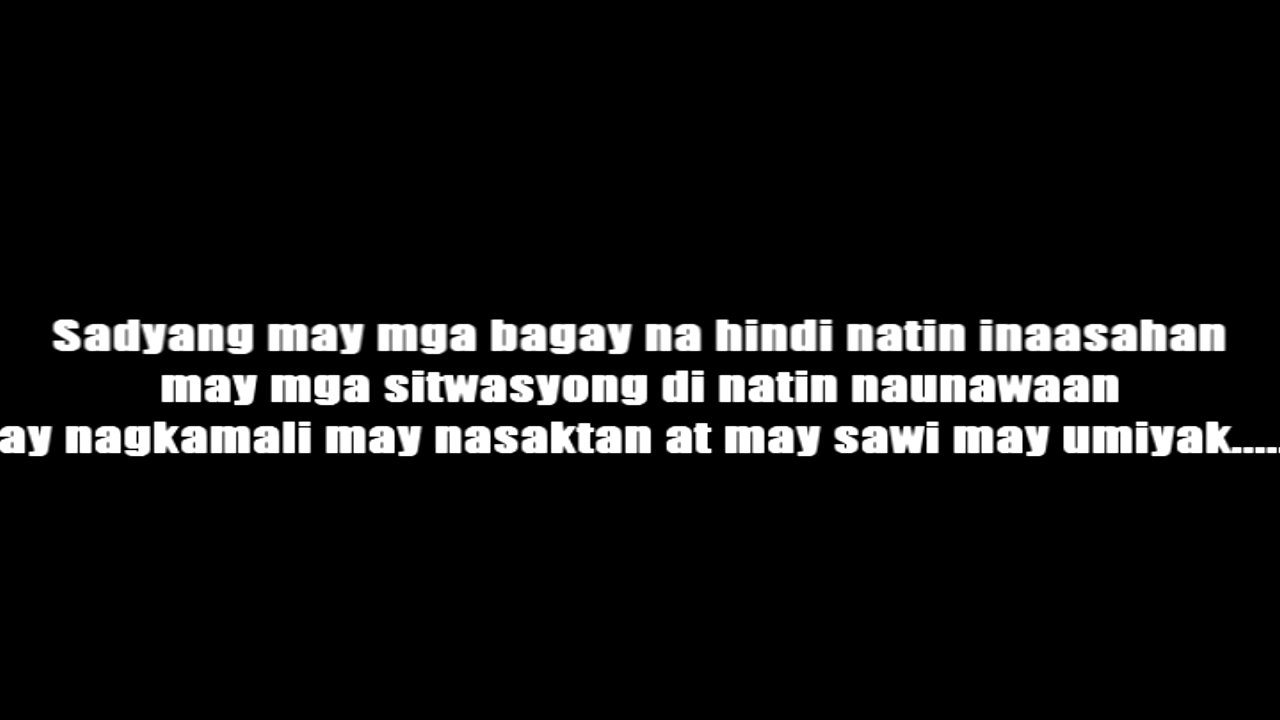 Sadyang may mga bagay na hindi natin inaasahan
may mga sitwasyong di natin naunawaan
ay nagkamali may nasaktan at may sawi may umiyak.....